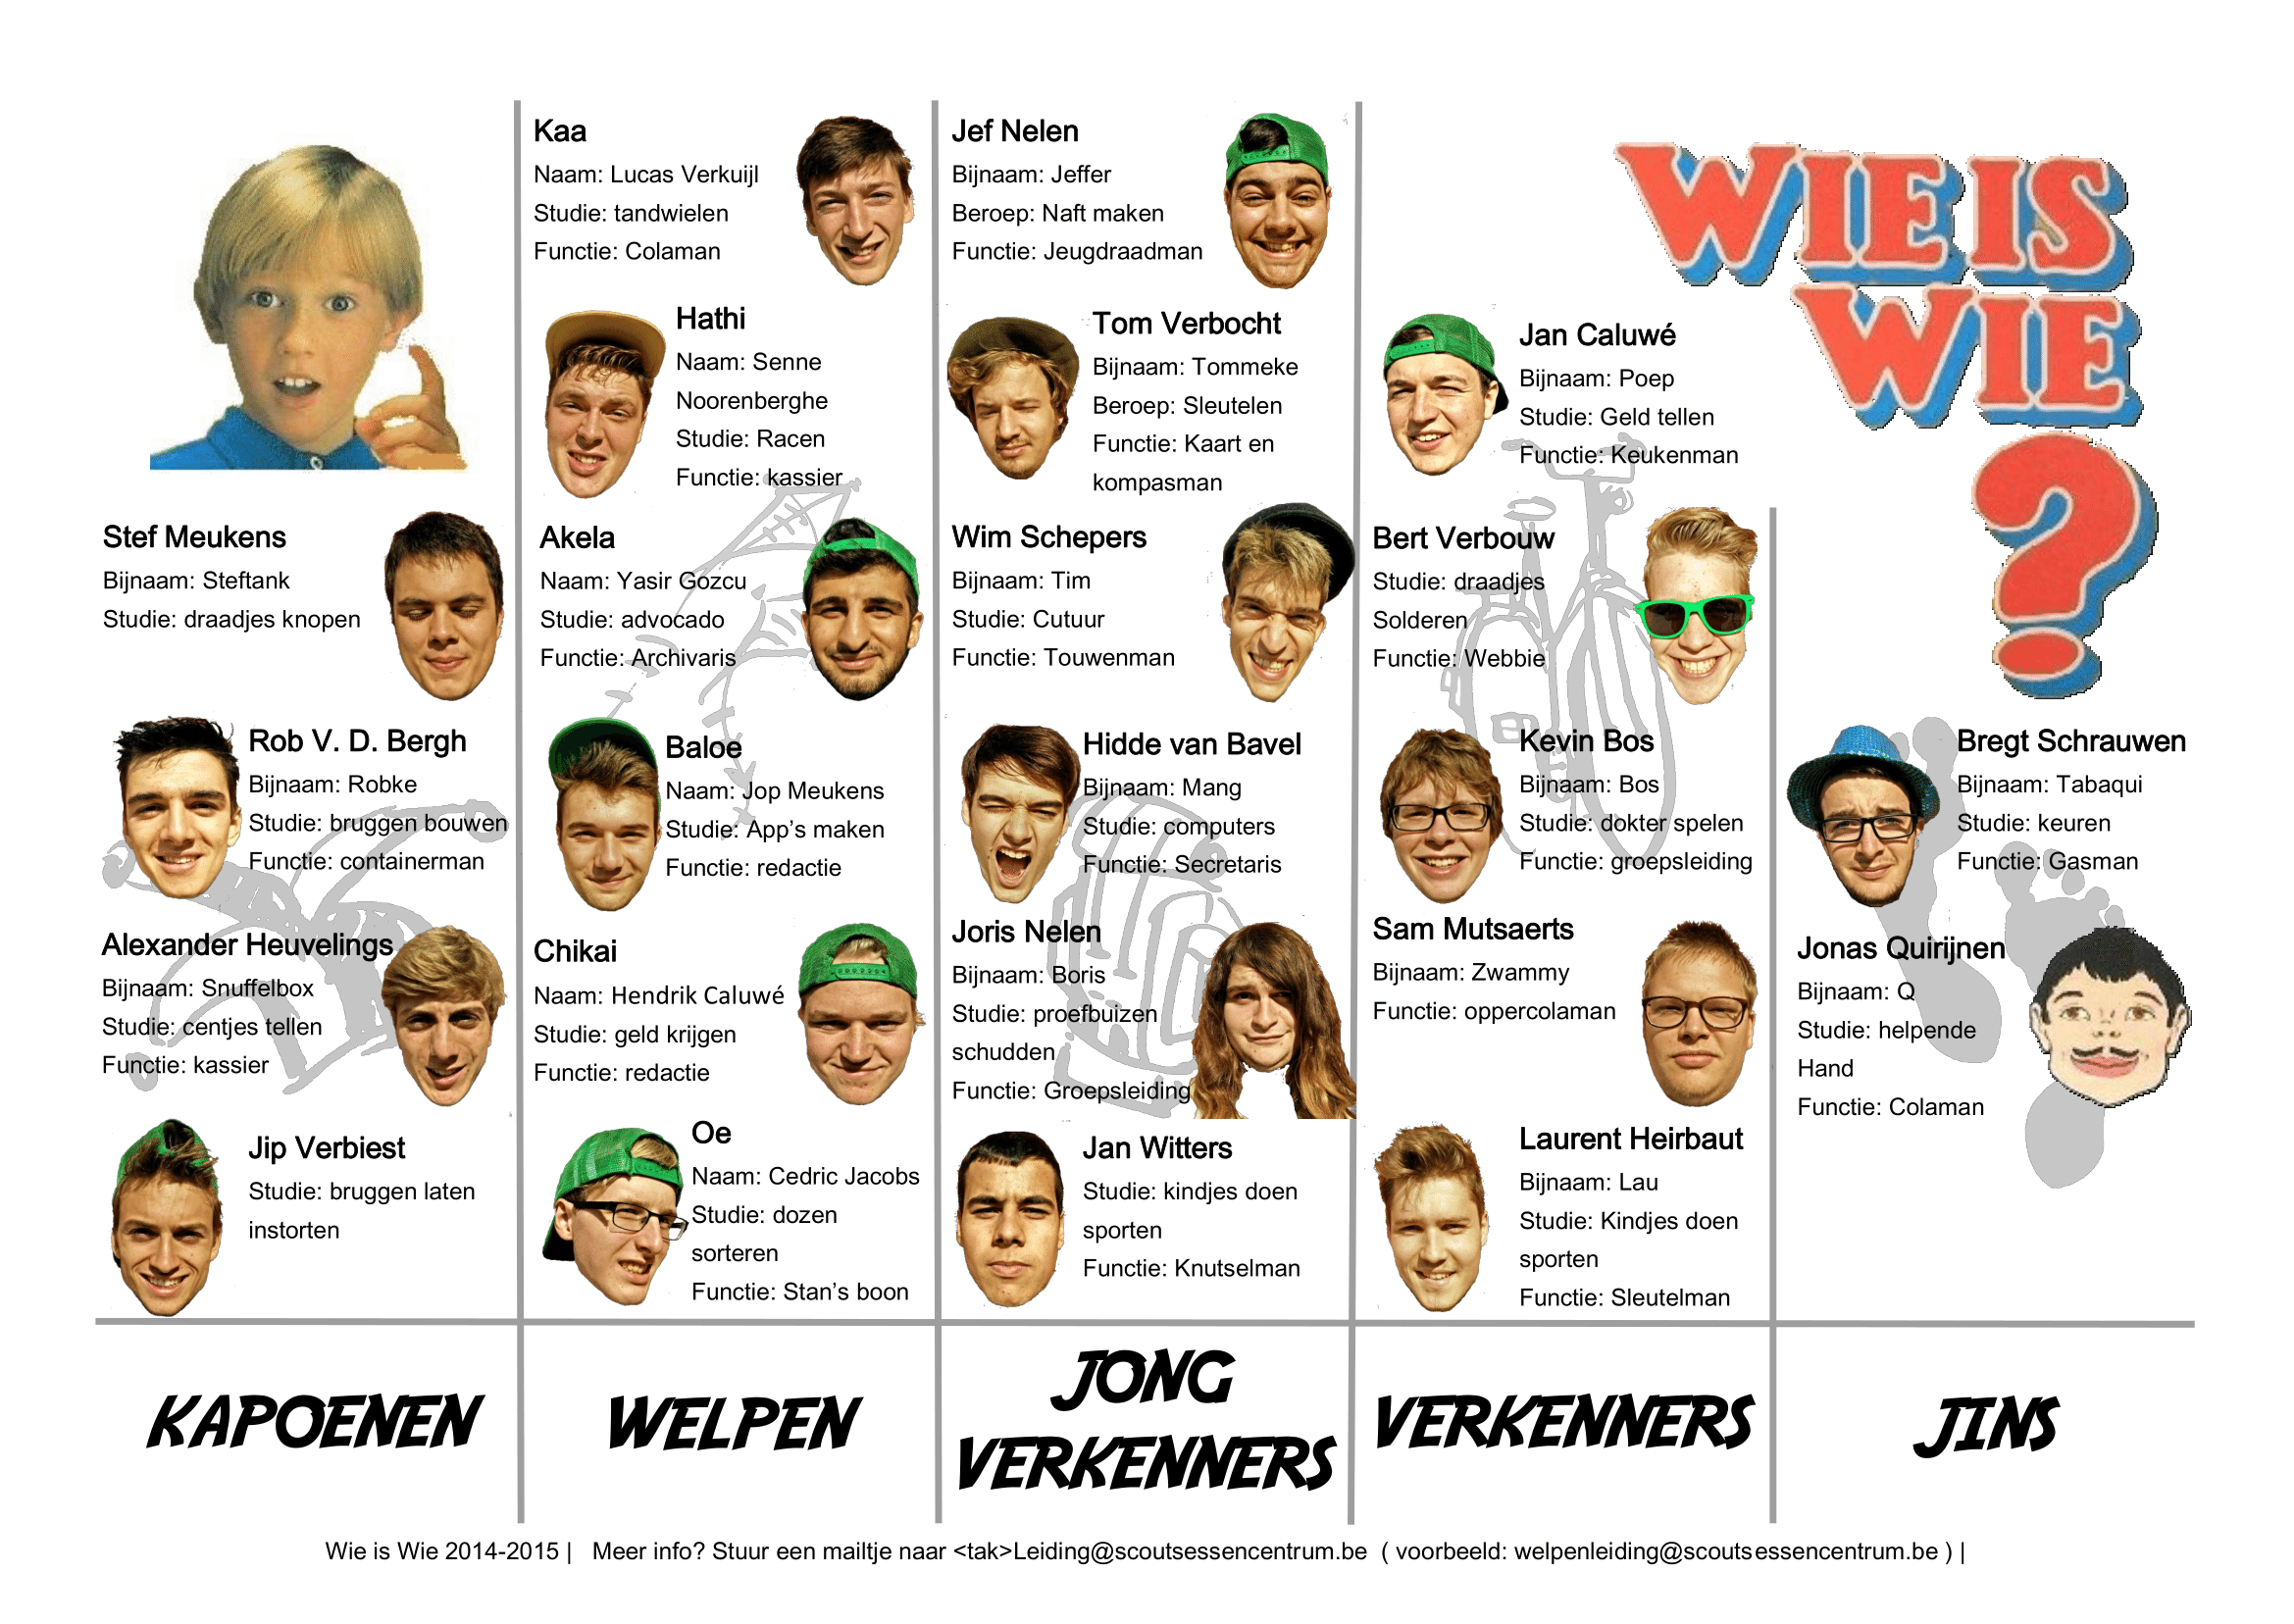 WIE IS
WIE
?
Stef Meukens
Bijnaam: Steftank
Studie: draadjes knopen
Rob V. D. Bergh
Bijnaam: Robke
Studie: bruggen bouwen
Functie: containerman
Alexander Heuvelings
Bijnaam: Snuffelbox
Studie: centjes tellen
Functie: kassier
Jip Verbiest
Studie: bruggen laten
instorten
KAPOENEN
Kaa
Naam: Lucas Verkuijl
Studie: tandwielen
Functie: Colaman
Hathi
Naam: Senne
Noorenberghe
Studie: Racen
Functie: kassier
Akela
Naam: Yasir Gozcu
Studie: advocado
Functie: Archivaris
Baloe
Naam: Jop Meukens
Studie: App's maken
Functie: redactie
Chikai
Naam: Hendrik Caluwé
Studie: geld krijgen
Functie: redactie
Oe
Naam: Cedric Jacobs
Studie: dozen
sorteren
Functie: Stan's boon
WELPEN
Jef Nelen
Bijnaam: Jeffer
Beroep: Naft maken
Functie: Jeugdraadman
Tom Verbocht
Bijnaam: Tommeke
Beroep: Sleutelen
Functie: Kaart en
kompasman
Wim Schepers
Bijnaam: Tim
Studie: Cutuur
Functie: Touwenman
Hidde van Bavel
Bijnaam: Mang
Studie: computers
Functie: Secretaris
Joris Nelen
Bijnaam: Boris
Studie: proefbuizen
schudden
Functie: Groepsleiding
Jan Witters
Studie: kindjes doen
sporten
Functie: Knutselman
JONG
VERKENNERS
Jan Caluwé
Bijnaam: Poep
Studie: Geld tellen
Functie: Keukenman
Bert Verbouw
Studie: draadjes
Solderen
Functie: Webbie
Kevin Bos
Bijnaam: Bos
Studie: dokter spelen
Functie: groepsleiding
Sam Mutsaerts
Bijnaam: Zwammy
Functie: oppercolaman
Laurent Heirbaut
Bijnaam: Lau
Studie: Kindjes doen
sporten
Functie: Sleutelman
VERKENNERS
Bregt Schrauwen
Bijnaam: Tabaqui
Studie: keuren
Functie: Gasman
Jonas Quirijnen
Bijnaam: Q
Studie: helpende
Hand
Functie: Colaman
JINS
Wie is Wie 2014-2015 | Meer info? Stuur een mailtje naar <tak>Leiding@scoutsessencentrum.be ( voorbeeld: welpenleiding@scoutsessencentrum.be ) |